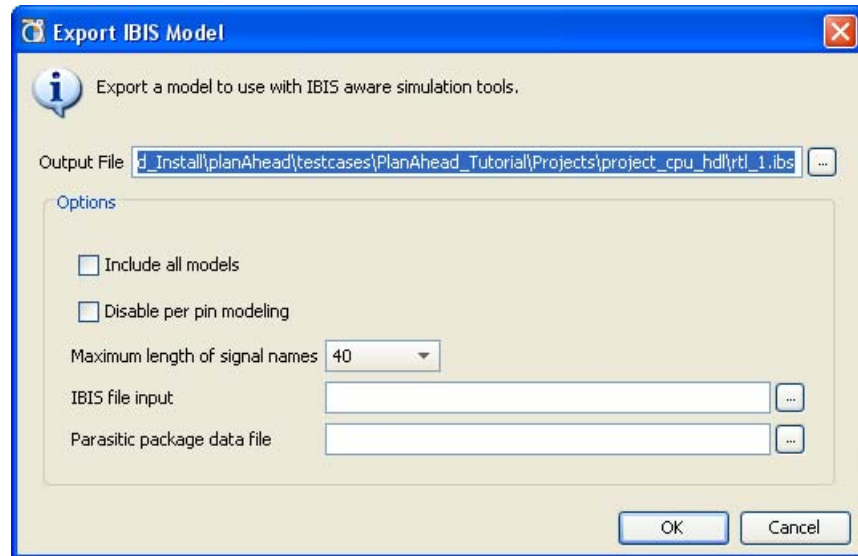 Export IBIS Model
Export a model to use with IBIS aware simulation tools.
Output File d_Install\planAhead\testcases\PlanAhead_Tutorial\Projects\project_cpu_hdl\rtl_1.ibs ...
Options
Include all models
Disable per pin modeling
Maximum length of signal names 40
IBIS file input ...
Parasitic package data file ...
OK Cancel